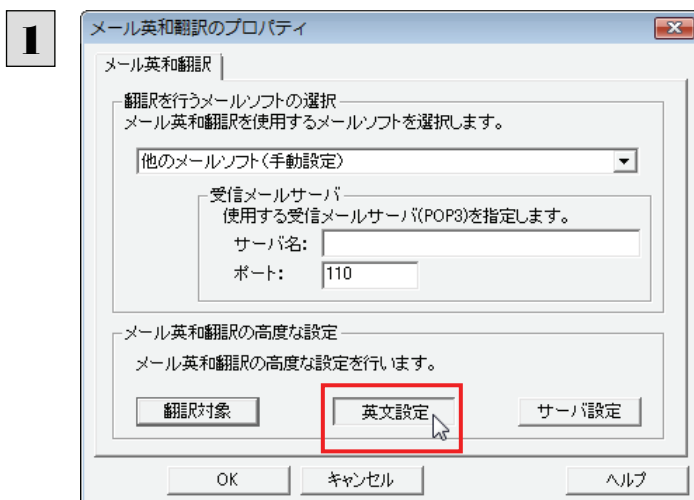 1
メール英和翻訳のプロパティ
メール英和翻訳
翻訳を行うメールソフトの選択
メール英和翻訳を使用するメールソフトを選択します。
他のメールソフト(手動設定)
受信メールサーバ
使用する受信メールサーバ(POP3)を指定します。
サーバ名:
ポート: 110
メール英和翻訳の高度な設定
メール英和翻訳の高度な設定を行います。
翻訳対象 英文設定 サーバ設定
OK キャンセル ヘルプ